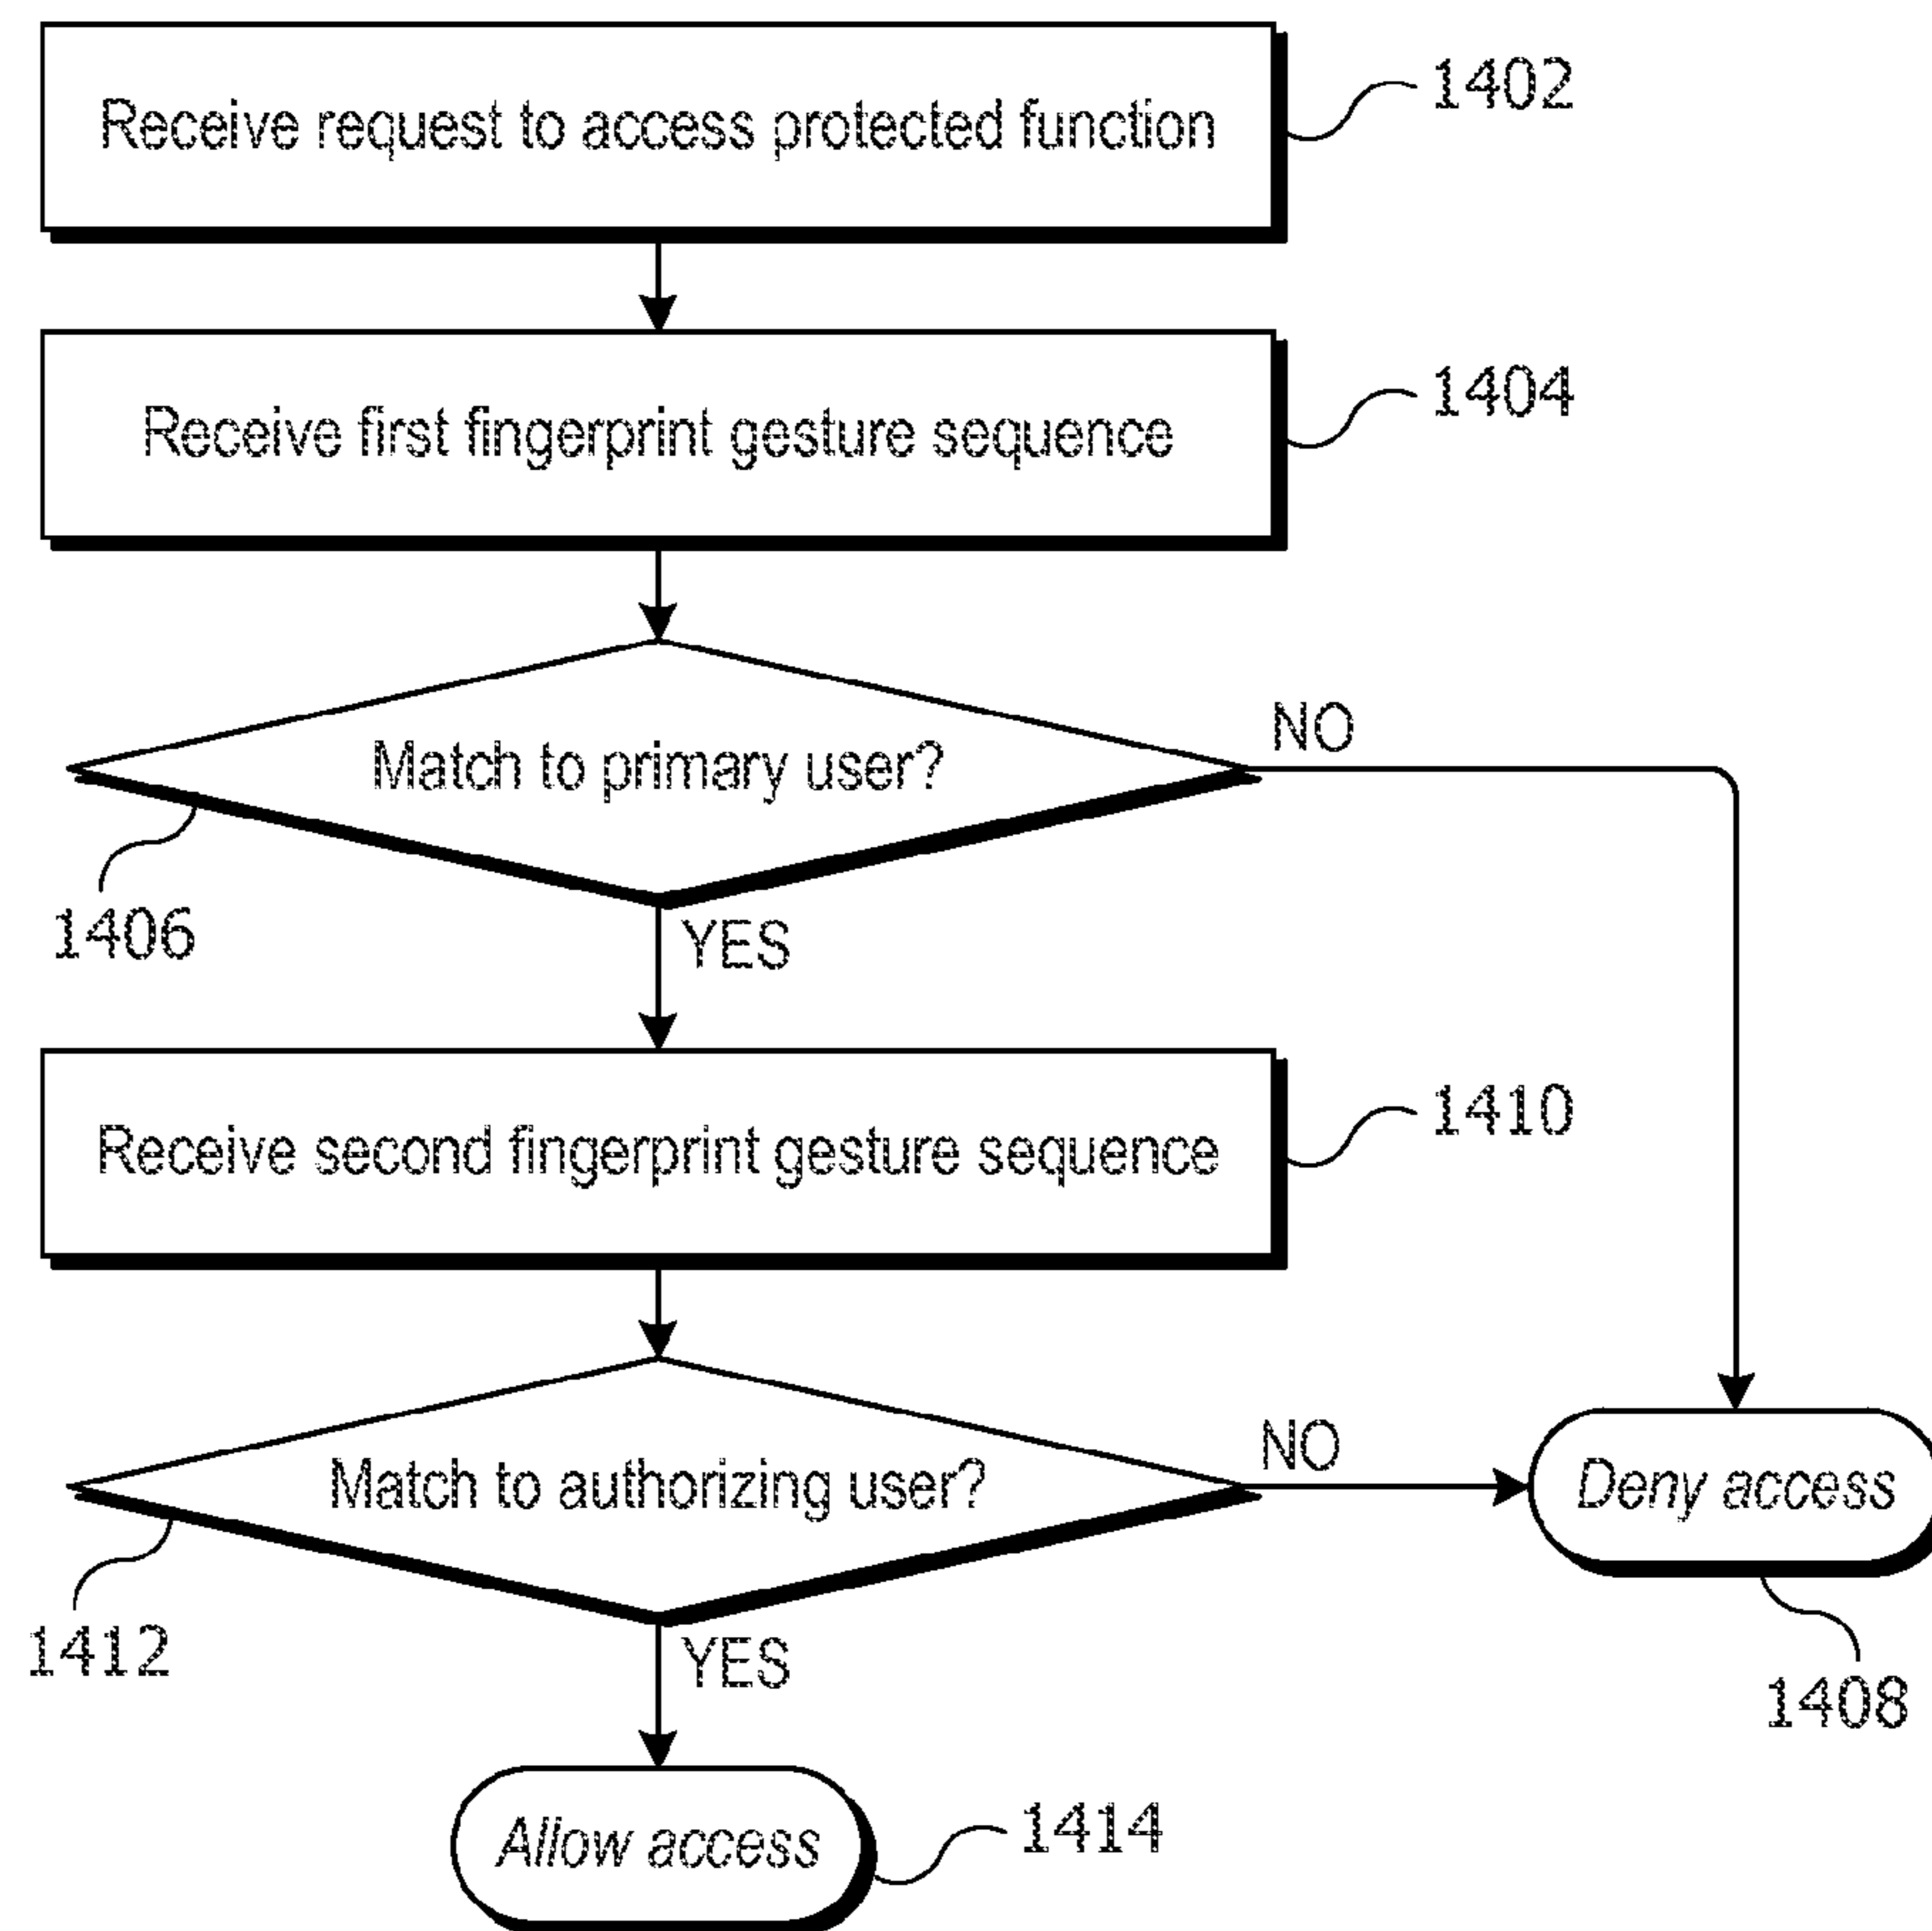 Receive request to access protected function
1402
Receive first fingerprint gesture sequence
1404
Match to primary user?
NO
1406
YES
Receive second fingerprint gesture sequence
1410
Match to authorizing user?
NO
Deny access
1412
YES
1408
Allow access
1414